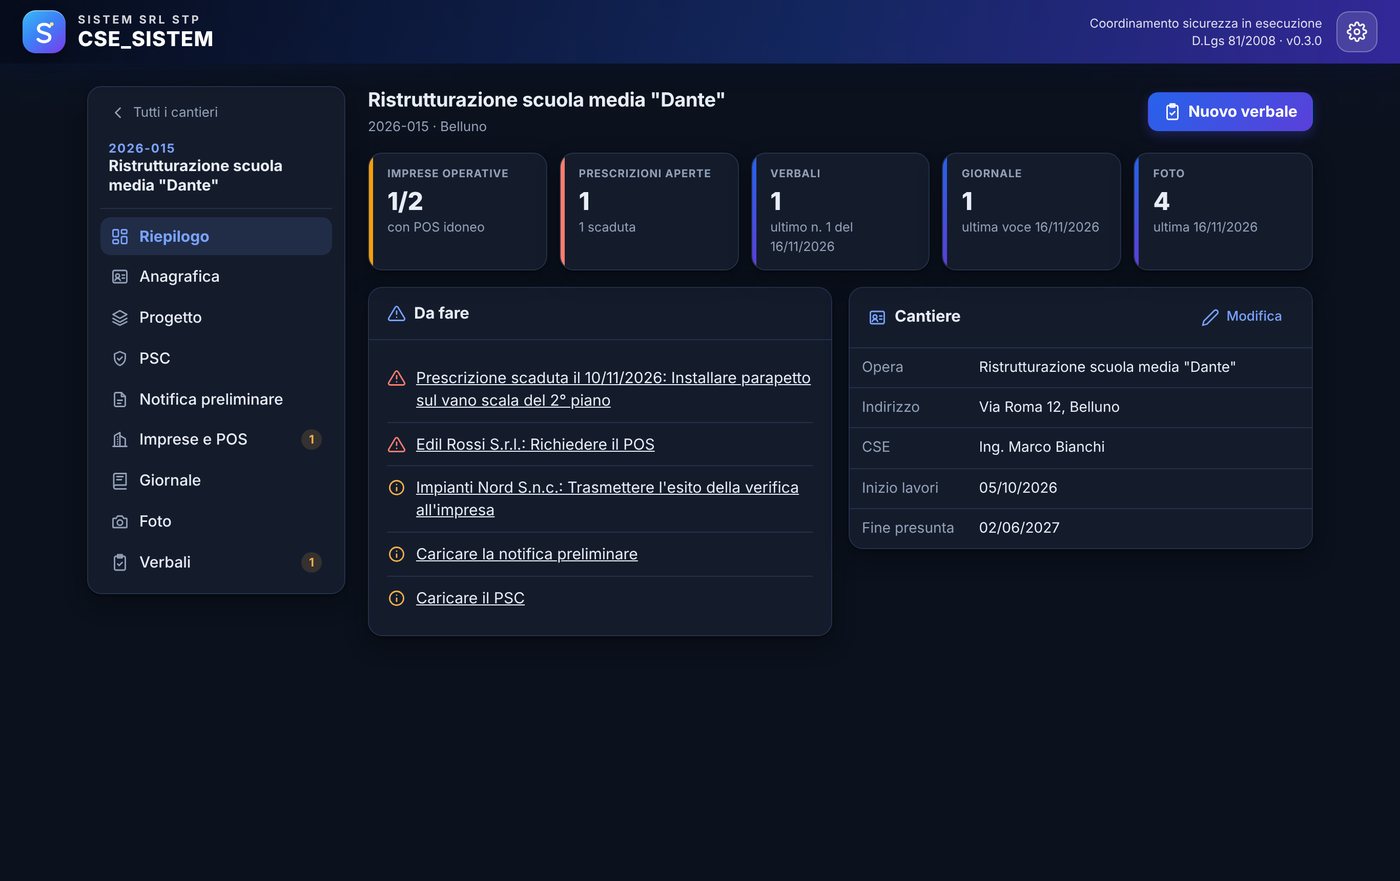 SISTEM SRL STP
CSE_SISTEM
Coordinamento sicurezza in esecuzione
D.Lgs 81/2008 · v0.3.0
Tutti i cantieri
2026-015
Ristrutturazione scuola
media "Dante"
Riepilogo
Anagrafica
Progetto
PSC
Notifica preliminare
Imprese e POS 1
Giornale
Foto
Verbali 1
Ristrutturazione scuola media "Dante"
2026-015 · Belluno
Nuovo verbale
IMPRESE OPERATIVE
1/2
con POS idoneo
PRESCRIZIONI APERTE
1
1 scaduta
VERBALI
1
ultimo n. 1 del
16/11/2026
GIORNALE
1
ultima voce 16/11/2026
FOTO
4
ultima 16/11/2026
Da fare
Prescrizione scaduta il 10/11/2026: Installare parapetto
sul vano scala del 2° piano
Edil Rossi S.r.l.: Richiedere il POS
Impianti Nord S.n.c.: Trasmettere l'esito della verifica
all'impresa
Caricare la notifica preliminare
Caricare il PSC
Cantiere
Modifica
Opera Ristrutturazione scuola media "Dante"
Indirizzo Via Roma 12, Belluno
CSE Ing. Marco Bianchi
Inizio lavori 05/10/2026
Fine presunta 02/06/2027